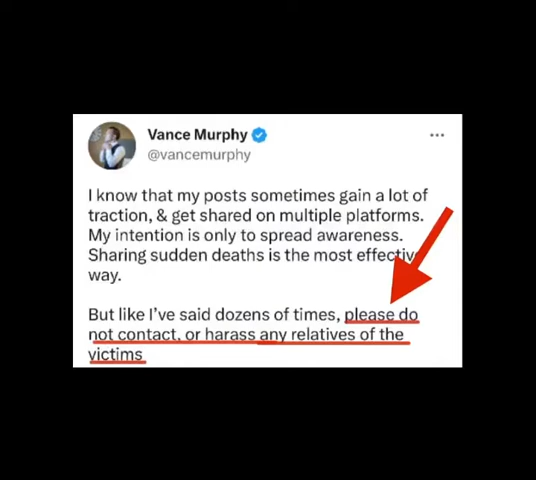 Vance Murphy
@vancemurphy
I know that my posts sometimes gain a lot of
traction, & get shared on multiple platforms.
My intention is only to spread awareness.
Sharing sudden deaths is the most effective
way.
But like I've said dozens of times, please do
not contact, or harass any relatives of the
victims